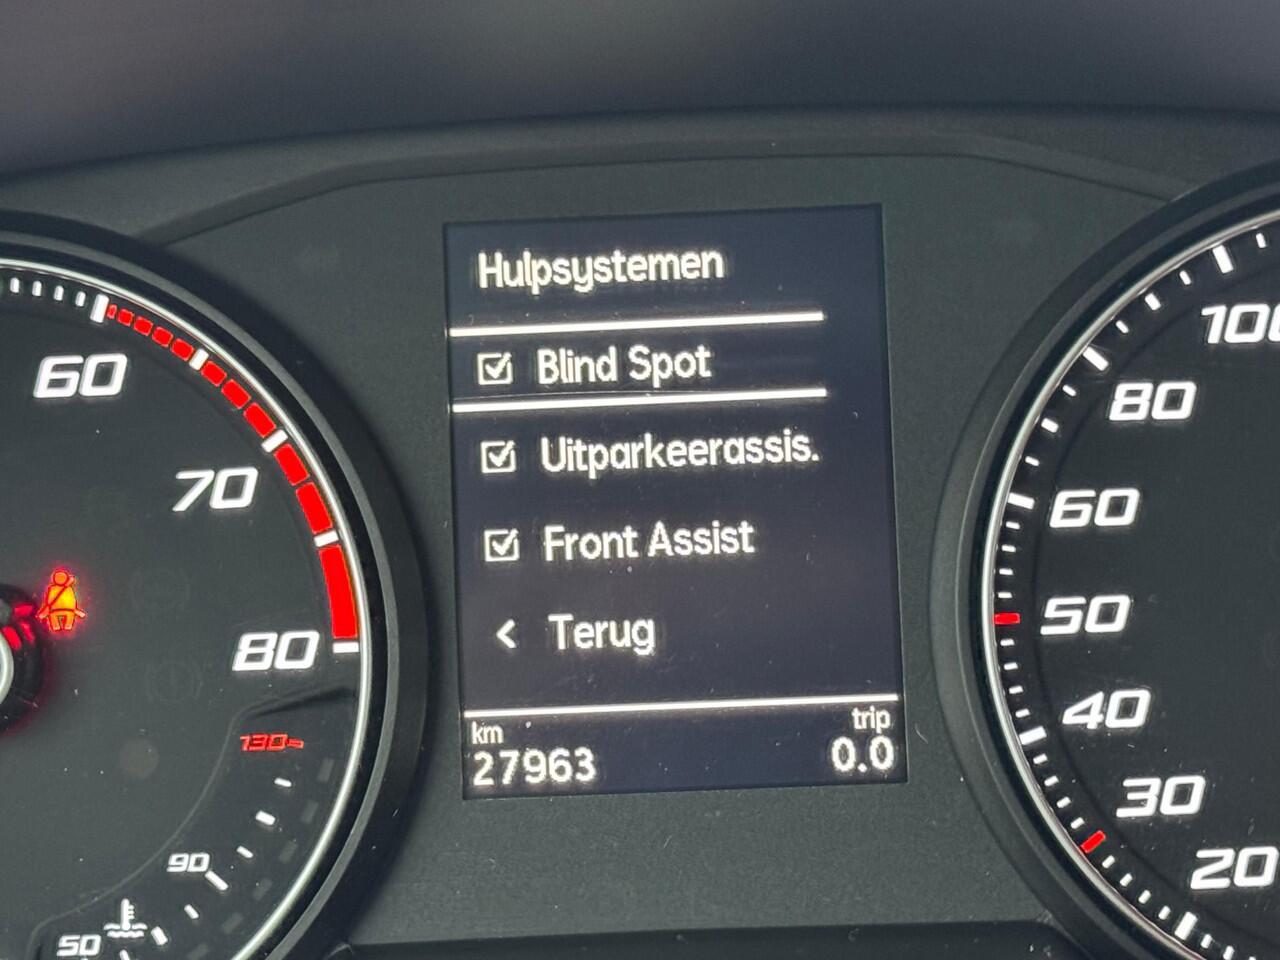 Hulpsystemen
Blind Spot
Uitparkeerassis.
Front Assist
< Terug
km
27963
trip
0.0
60
70
80
130
90
50
100
80
60
50
40
30
20